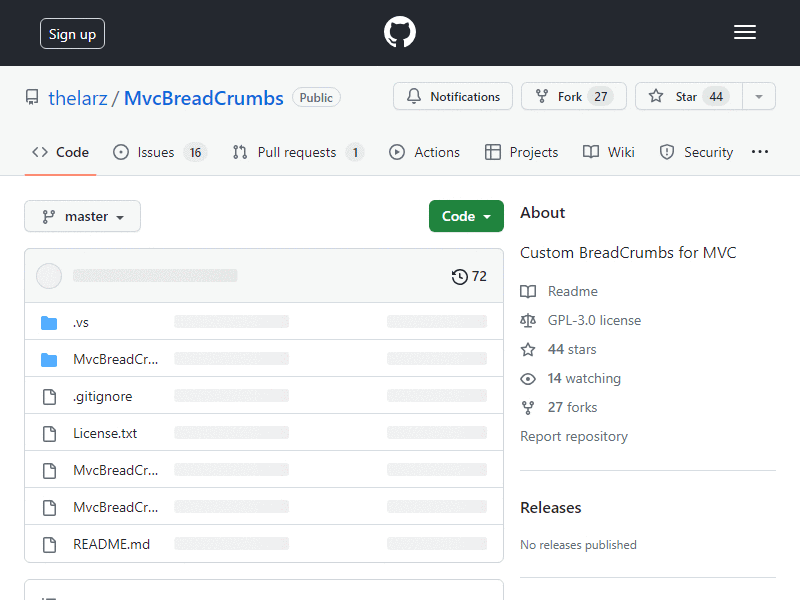 Sign up
thelarz / MvcBreadCrumbs Public
Notifications
Fork 27
Star 44
Code
Issues 16
Pull requests 1
Actions
Projects
Wiki
Security
master
Code
72
.vs
MvcBreadCr...
.gitignore
License.txt
MvcBreadCr...
MvcBreadCr...
README.md
About
Custom BreadCrumbs for MVC
Readme
GPL-3.0 license
44 stars
14 watching
27 forks
Report repository
Releases
No releases published